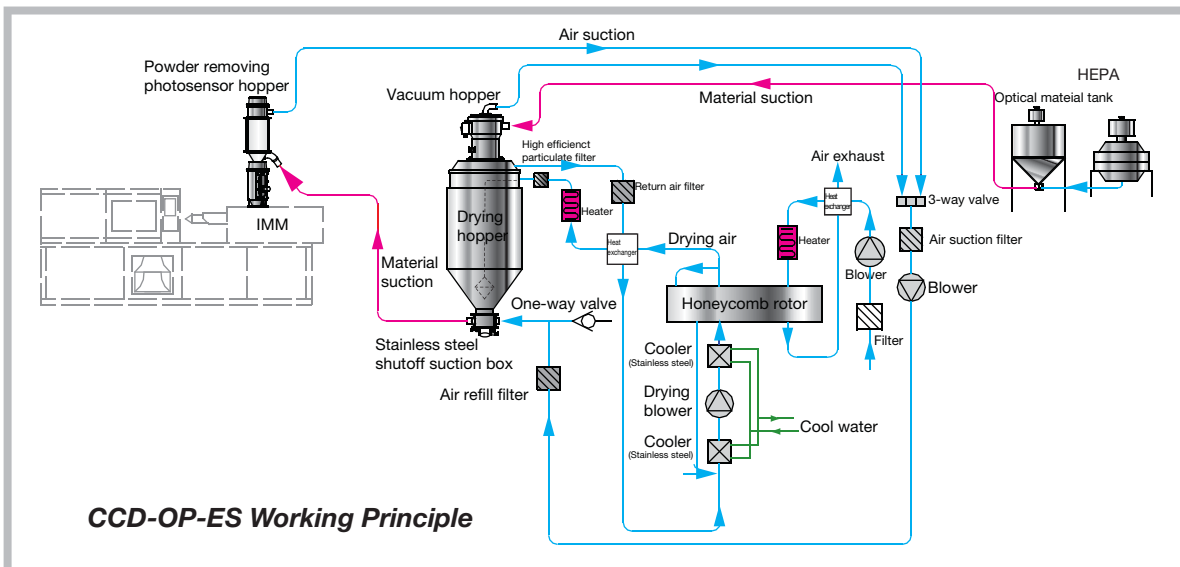 Air suction
Powder removing
photosensor hopper
Vacuum hopper
Material suction
HEPA
Optical mateial tank
High efficienct
particulate filter
Return air filter
Air exhaust
Heat
exchanger
3-way valve
Heater
Drying
hopper
IMM
Heat
exchanger
Drying air
Heater
Air suction filter
Blower
Blower
Material
suction
One-way valve
Honeycomb rotor
Filter
Stainless steel
shutoff suction box
Cooler
(Stainless steel)
Air refill filter
Drying
blower
Cool water
Cooler
(Stainless steel)
CCD-OP-ES Working Principle